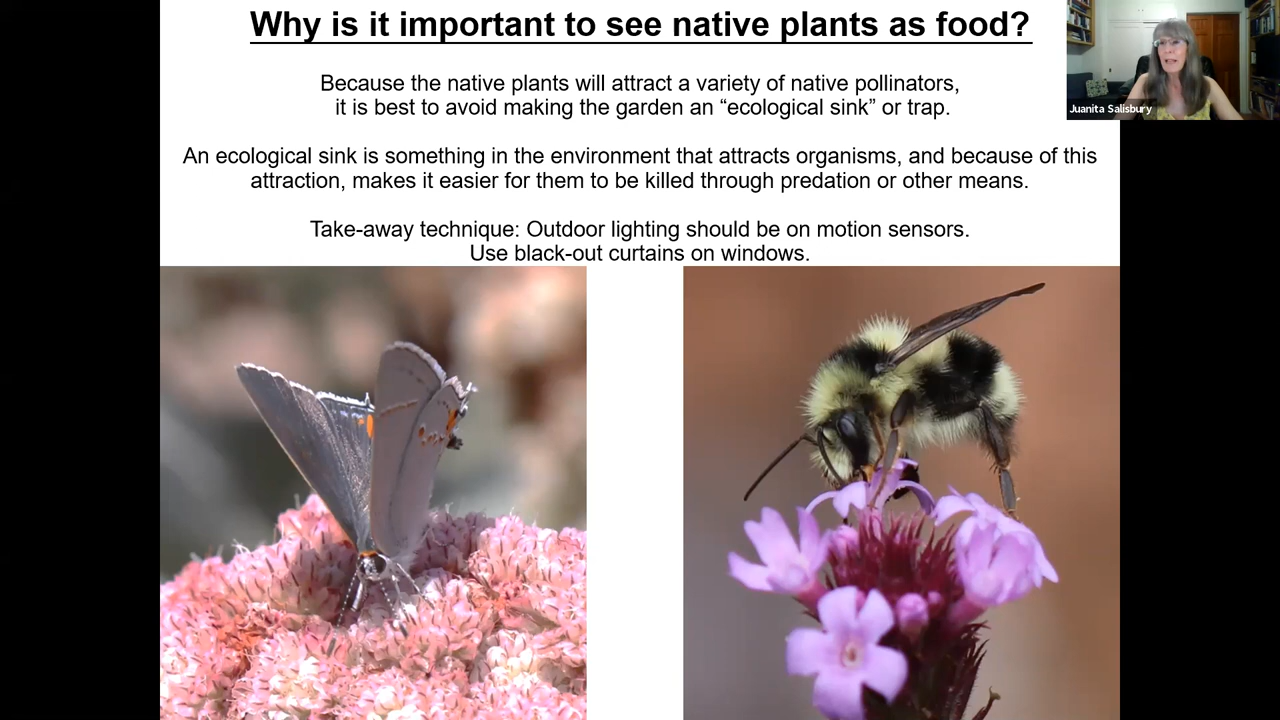 Why is it important to see native plants as food?
Because the native plants will attract a variety of native pollinators,
it is best to avoid making the garden an “ecological sink” or trap.
An ecological sink is something in the environment that attracts organisms, and because of this
attraction, makes it easier for them to be killed through predation or other means.
Take-away technique: Outdoor lighting should be on motion sensors.
Use black-out curtains on windows.
Juanita Salisbury